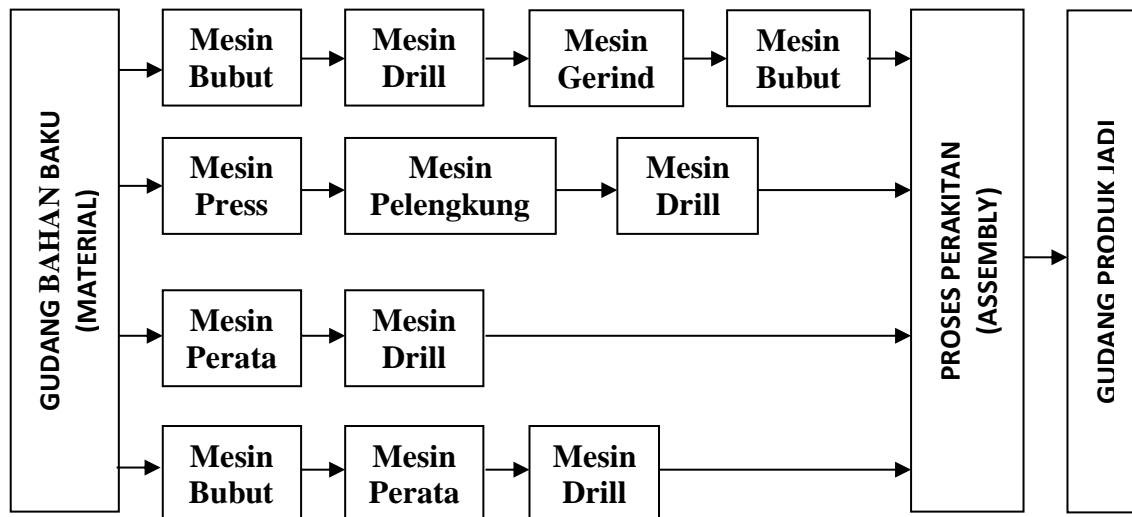 GUDANG BAHAN BAKU
(MATERIAL)
Mesin
Bubut
Mesin
Drill
Mesin
Gerind
Mesin
Bubut
Mesin
Press
Mesin
Pelengkung
Mesin
Drill
Mesin
Perata
Mesin
Drill
Mesin
Bubut
Mesin
Perata
Mesin
Drill
PROSES PERAKITAN
(ASSEMBLY)
GUDANG PRODUK JADI